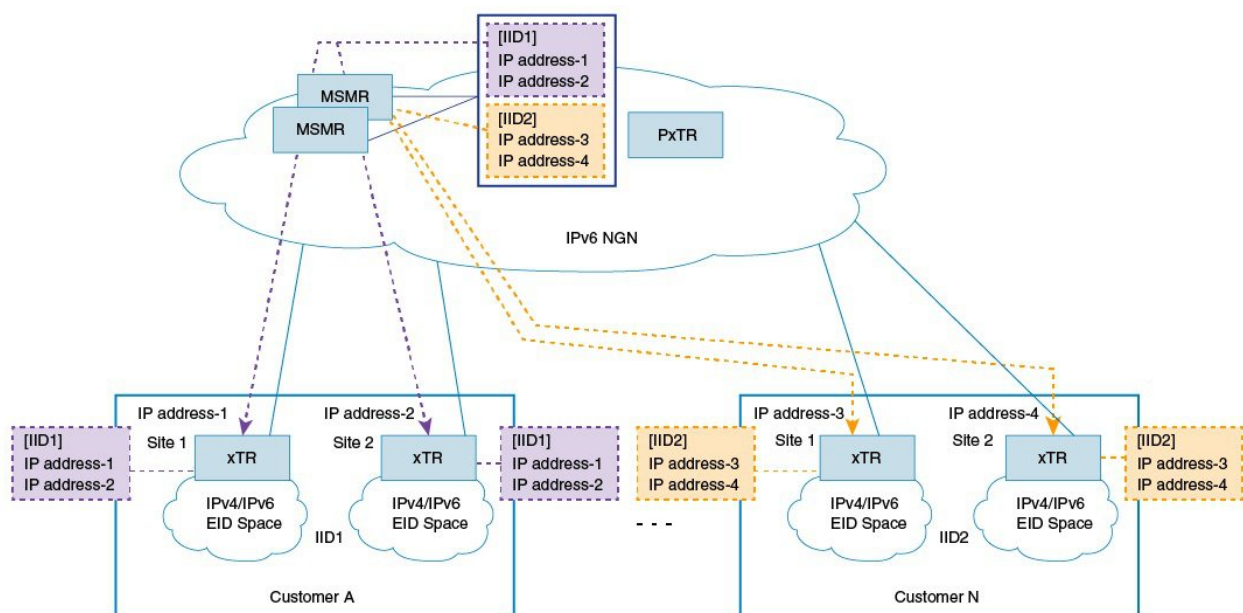 [IID1]
IP address-1
IP address-2
MSMR
MSMR
[IID2]
IP address-3
IP address-4
PxTR
IPv6 NGN
IP address-1
IP address-2
[IID1]
IP address-1
IP address-2
Site 1
xTR
Site 2
xTR
[IID1]
IP address-1
IP address-2
IPv4/IPv6
EID Space
IPv4/IPv6
EID Space
IID1
Customer A
- - -
IP address-3
IP address-4
[IID2]
IP address-3
IP address-4
Site 1
xTR
Site 2
xTR
[IID2]
IP address-3
IP address-4
IPv4/IPv6
EID Space
IPv4/IPv6
EID Space
IID2
Customer N